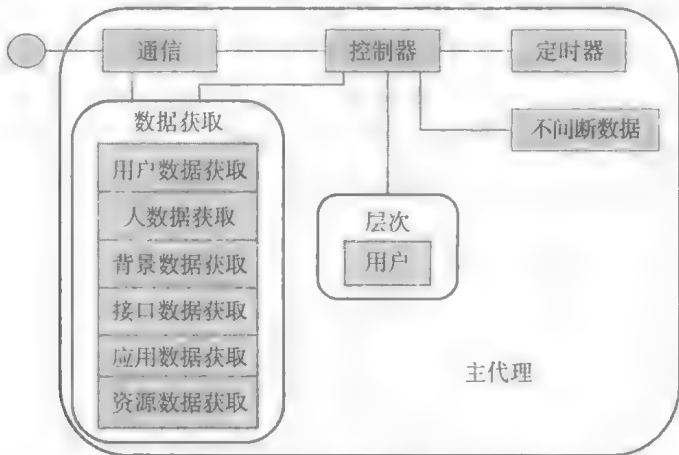 通信
控制器
定时器
不间断数据
数据获取
用户数据获取
人数据获取
背景数据获取
接口数据获取
应用数据获取
资源数据获取
层次
用户
主代理